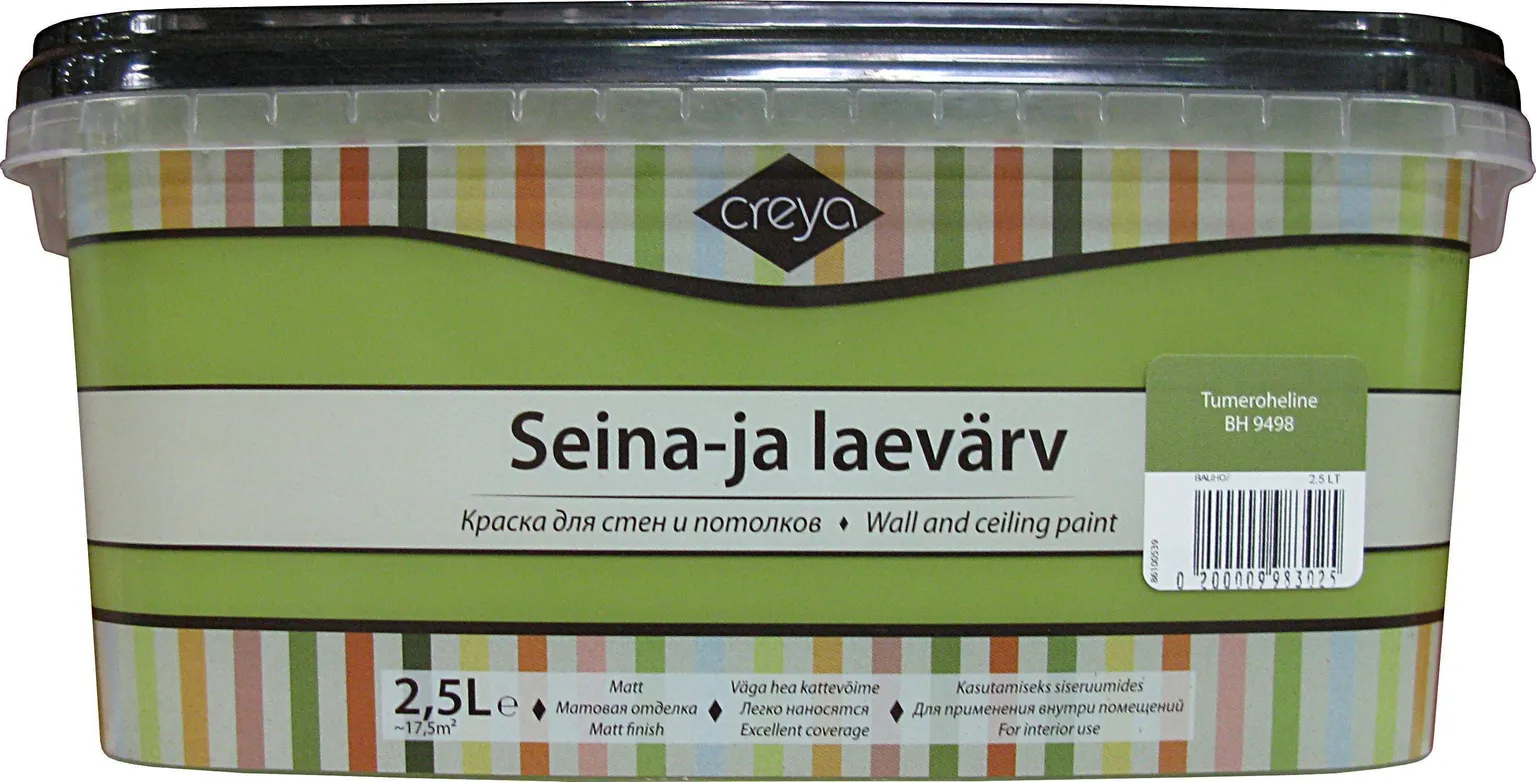 creya
Seina-ja laevärv
Краска для стен и потолков ♦ Wall and ceiling paint
Tumeroheline
BH 9498
BAUHOF 2,5 LT
86100539
0 200009 983025
2,5L ℮
~17,5m²
Matt
Матовая отделка
Matt finish
Väga hea kattevõime
Легко наносятся
Excellent coverage
Kasutamiseks siseruumides
Для применения внутри помещений
For interior use